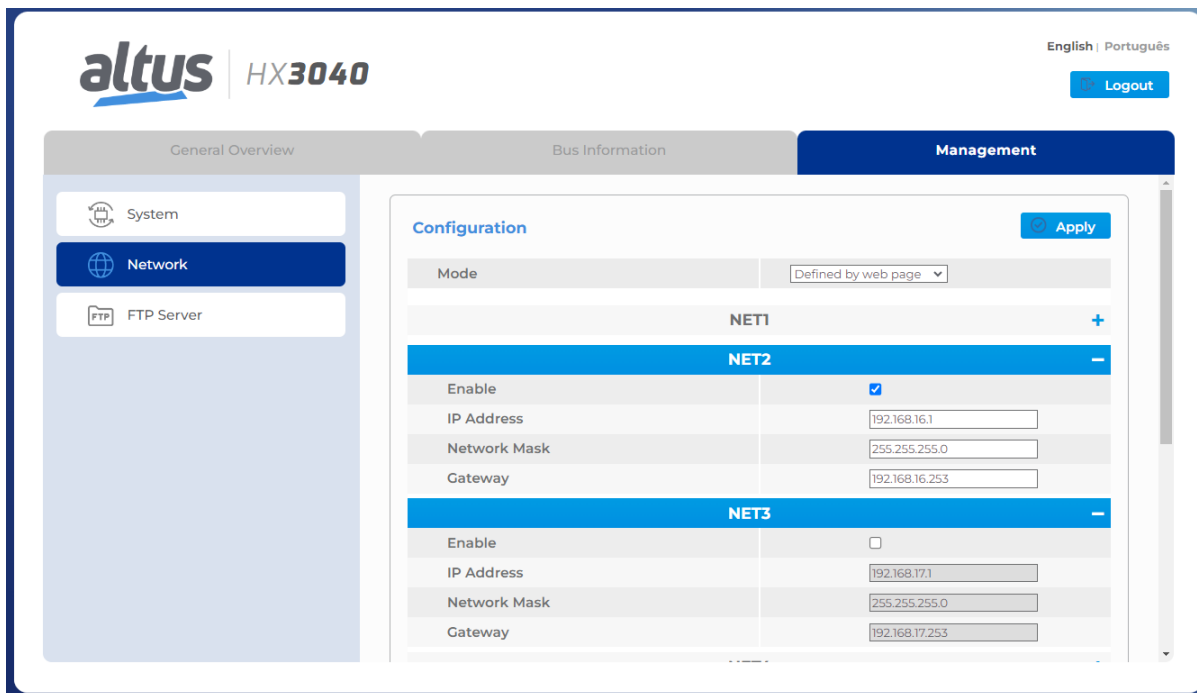 English | Português
altus HX3040
Logout
General Overview Bus Information Management
System
Network
FTP FTP Server
Configuration Apply
Mode Defined by web page
NET1 +
NET2 −
Enable
IP Address 192.168.16.1
Network Mask 255.255.255.0
Gateway 192.168.16.253
NET3 −
Enable
IP Address 192.168.17.1
Network Mask 255.255.255.0
Gateway 192.168.17.253